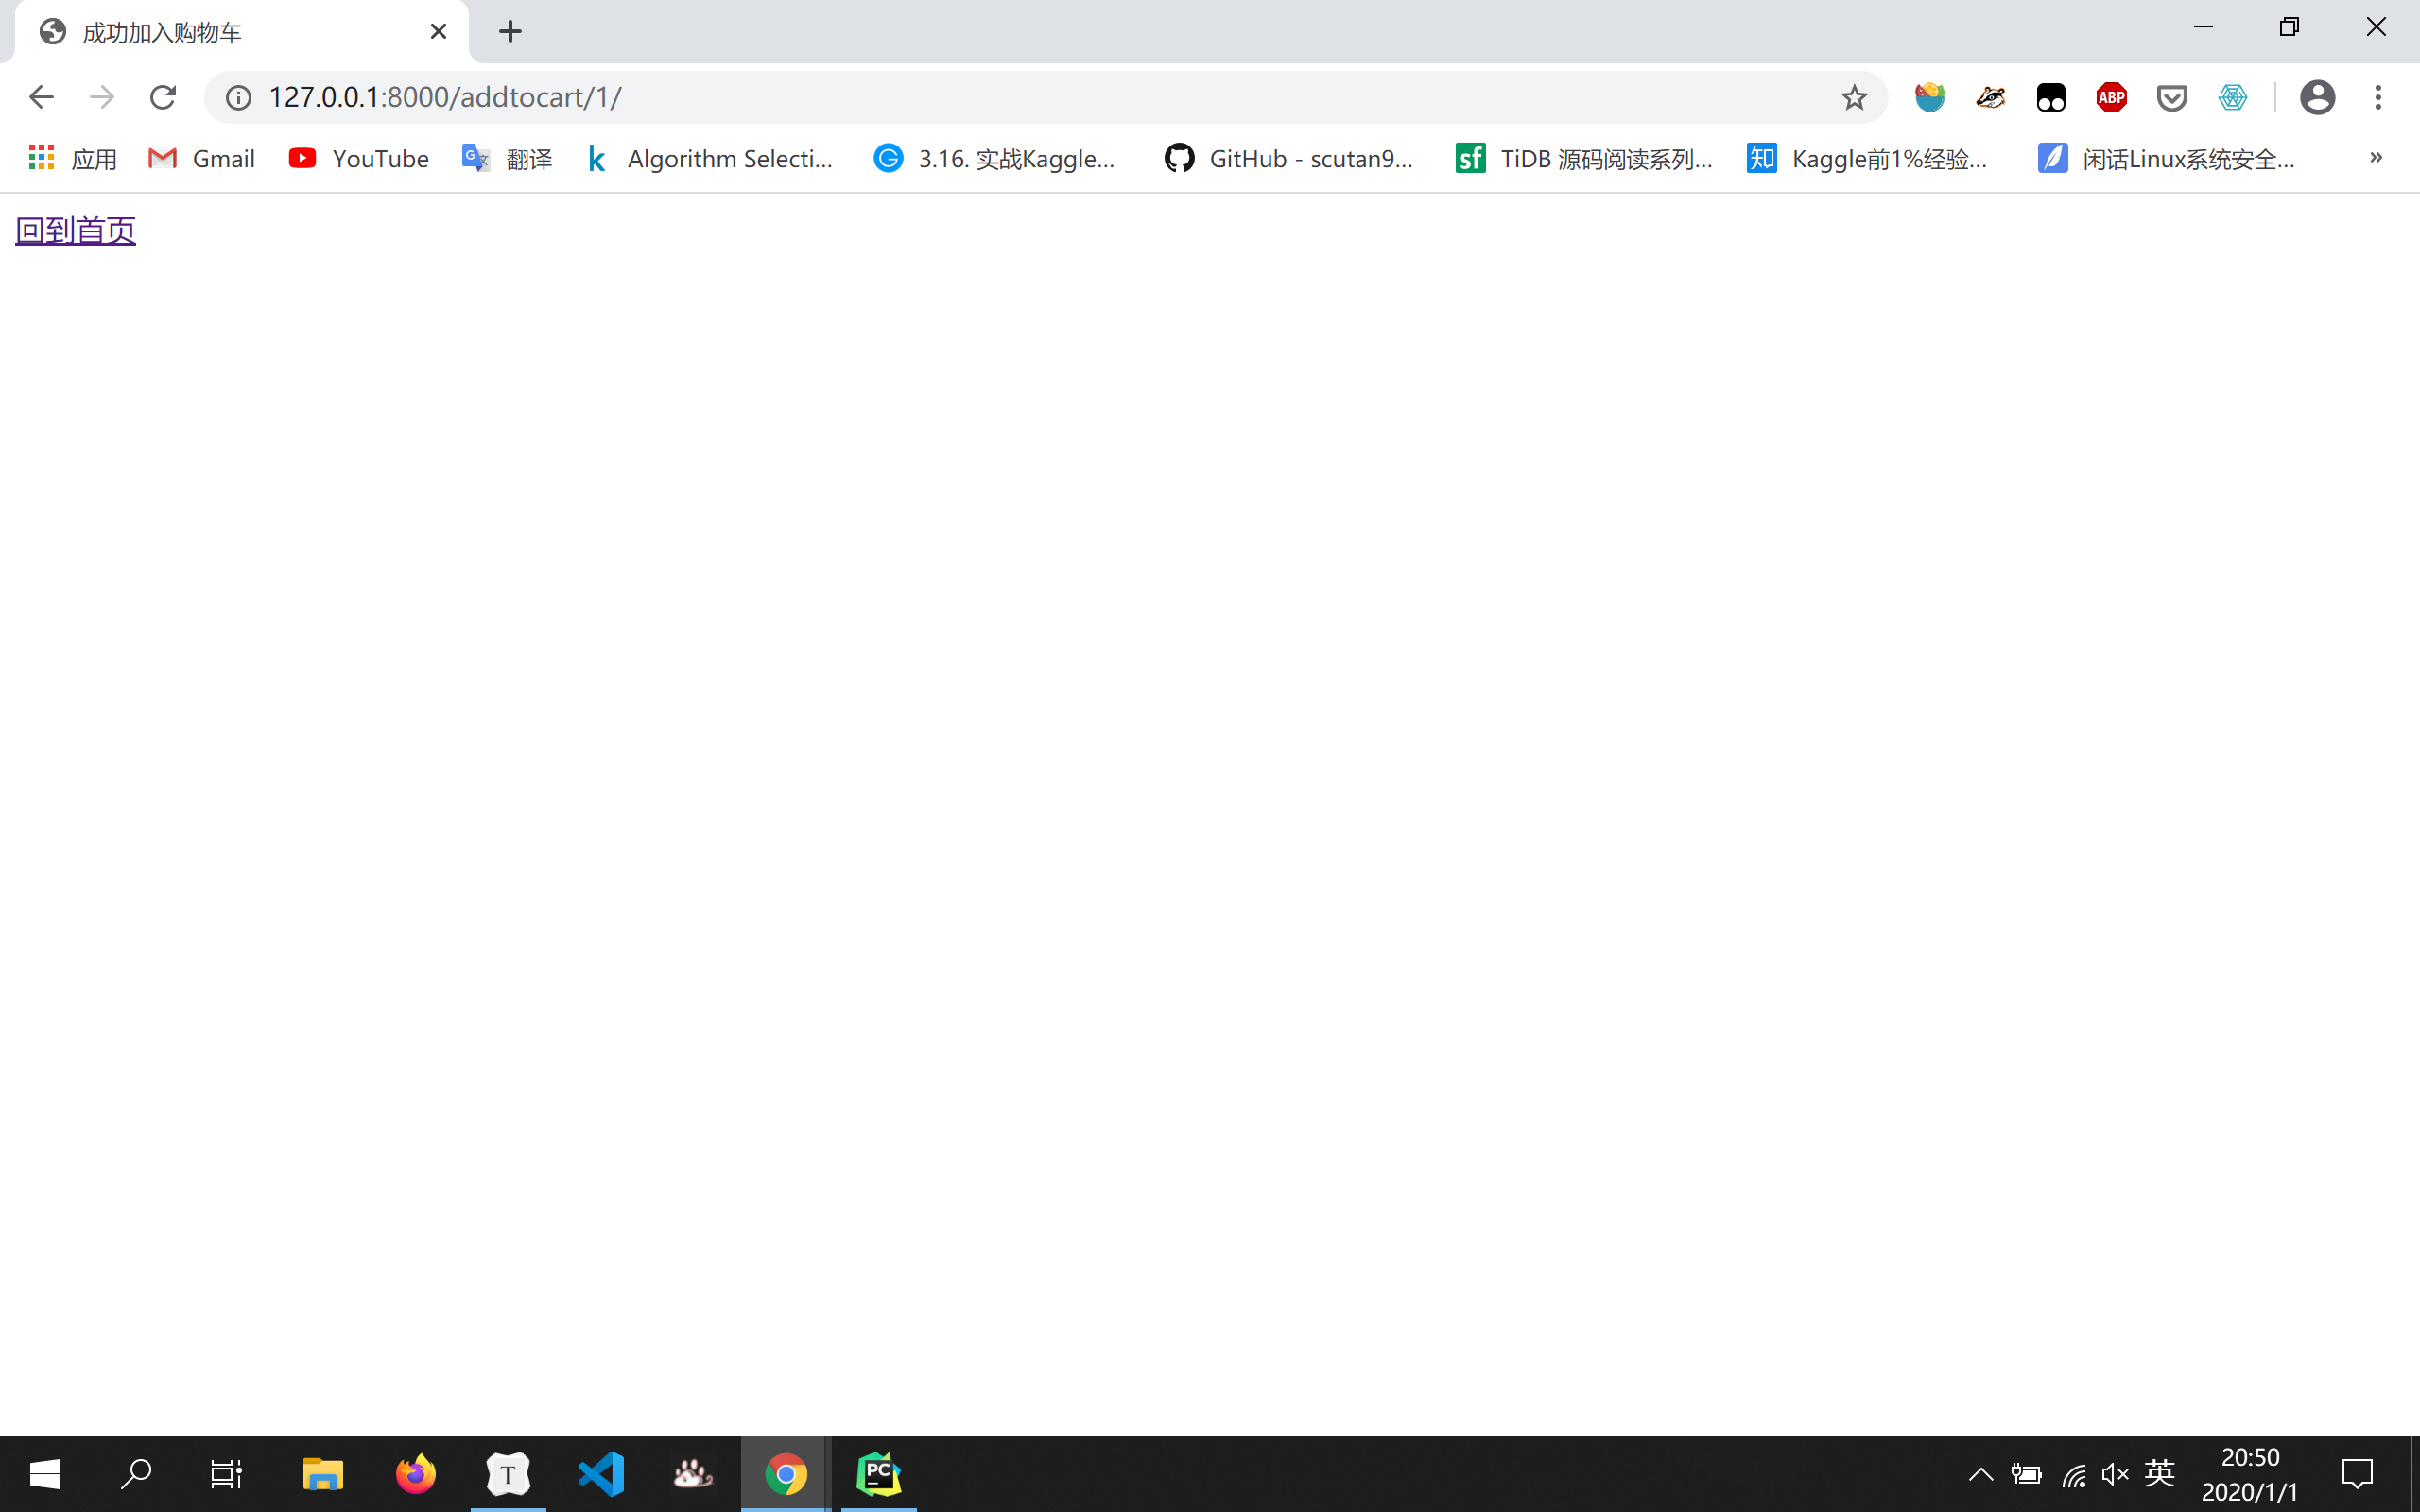 成功加入购物车
127.0.0.1:8000/addtocart/1/
ABP
应用 Gmail YouTube 翻译 Algorithm Selecti... 3.16. 实战Kaggle... GitHub - scutan9... TiDB 源码阅读系列... Kaggle前1%经验... 闲话Linux系统安全... »
回到首页
英 20:50
2020/1/1